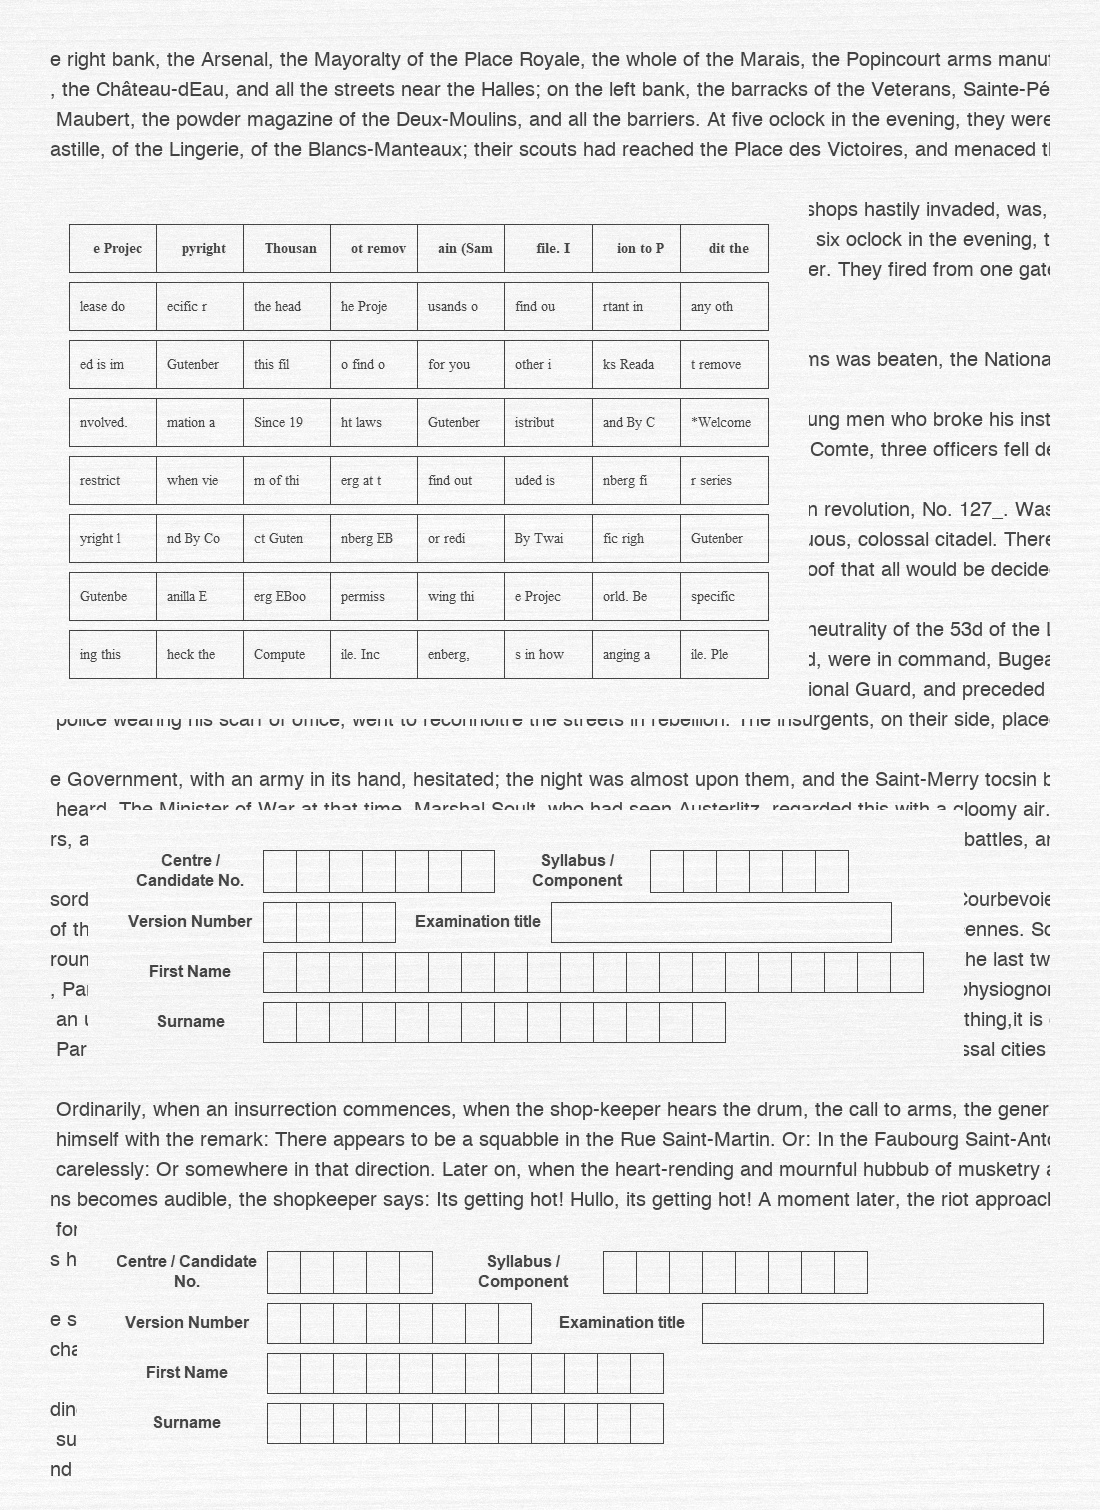 e right bank, the Arsenal, the Mayoralty of the Place Royale, the whole of the Marais, the Popincourt arms manuf
, the Château-dEau, and all the streets near the Halles; on the left bank, the barracks of the Veterans, Sainte-Pé
Maubert, the powder magazine of the Deux-Moulins, and all the barriers. At five oclock in the evening, they were
astille, of the Lingerie, of the Blancs-Manteaux; their scouts had reached the Place des Victoires, and menaced
shops hastily invaded, was,
six oclock in the evening, t
er. They fired from one gate
e Projec pyright Thousan ot remov ain (Sam file. I ion to P dit the
lease do ecific r the head he Proje usands o find ou rtant in any oth
ed is im Gutenber this fil o find o for you other i ks Reada t remove
nvolved. mation a Since 19 ht laws Gutenber istribut and By C *Welcome
restrict when vie m of thi erg at t find out uded is nberg fi r series
yright l nd By Co ct Guten nberg EB or redi By Twai fic righ Gutenber
Gutenbe anilla E erg EBoo permiss wing thi e Projec orld. Be specific
ing this heck the Compute ile. Inc enberg, s in how anging a ile. Ple
ms was beaten, the Nationa
ung men who broke his inst
Comte, three officers fell de
n revolution, No. 127_. Was
uous, colossal citadel. There
oof that all would be decide
neutrality of the 53d of the L
d, were in command, Bugea
ional Guard, and preceded
police wearing his scarf of office, went to reconnoitre the streets in rebellion. The insurgents, on their side, place
e Government, with an army in its hand, hesitated; the night was almost upon them, and the Saint-Merry tocsin b
heard. The Minister of War at that time, Marshal Soult, who had seen Austerlitz, regarded this with a gloomy air.
rs, a battles, an
sord Courbevoie
of th ennes. So
roun he last tw
, Par physiognor
an u thing,it is
Par ssal cities
Centre / Candidate No. Syllabus / Component
Version Number Examination title
First Name
Surname
Ordinarily, when an insurrection commences, when the shop-keeper hears the drum, the call to arms, the gener
himself with the remark: There appears to be a squabble in the Rue Saint-Martin. Or: In the Faubourg Saint-Anto
carelessly: Or somewhere in that direction. Later on, when the heart-rending and mournful hubbub of musketry a
ns becomes audible, the shopkeeper says: Its getting hot! Hullo, its getting hot! A moment later, the riot approach
for
s h
e s
cha
din
su
nd
Centre / Candidate No. Syllabus / Component
Version Number Examination title
First Name
Surname